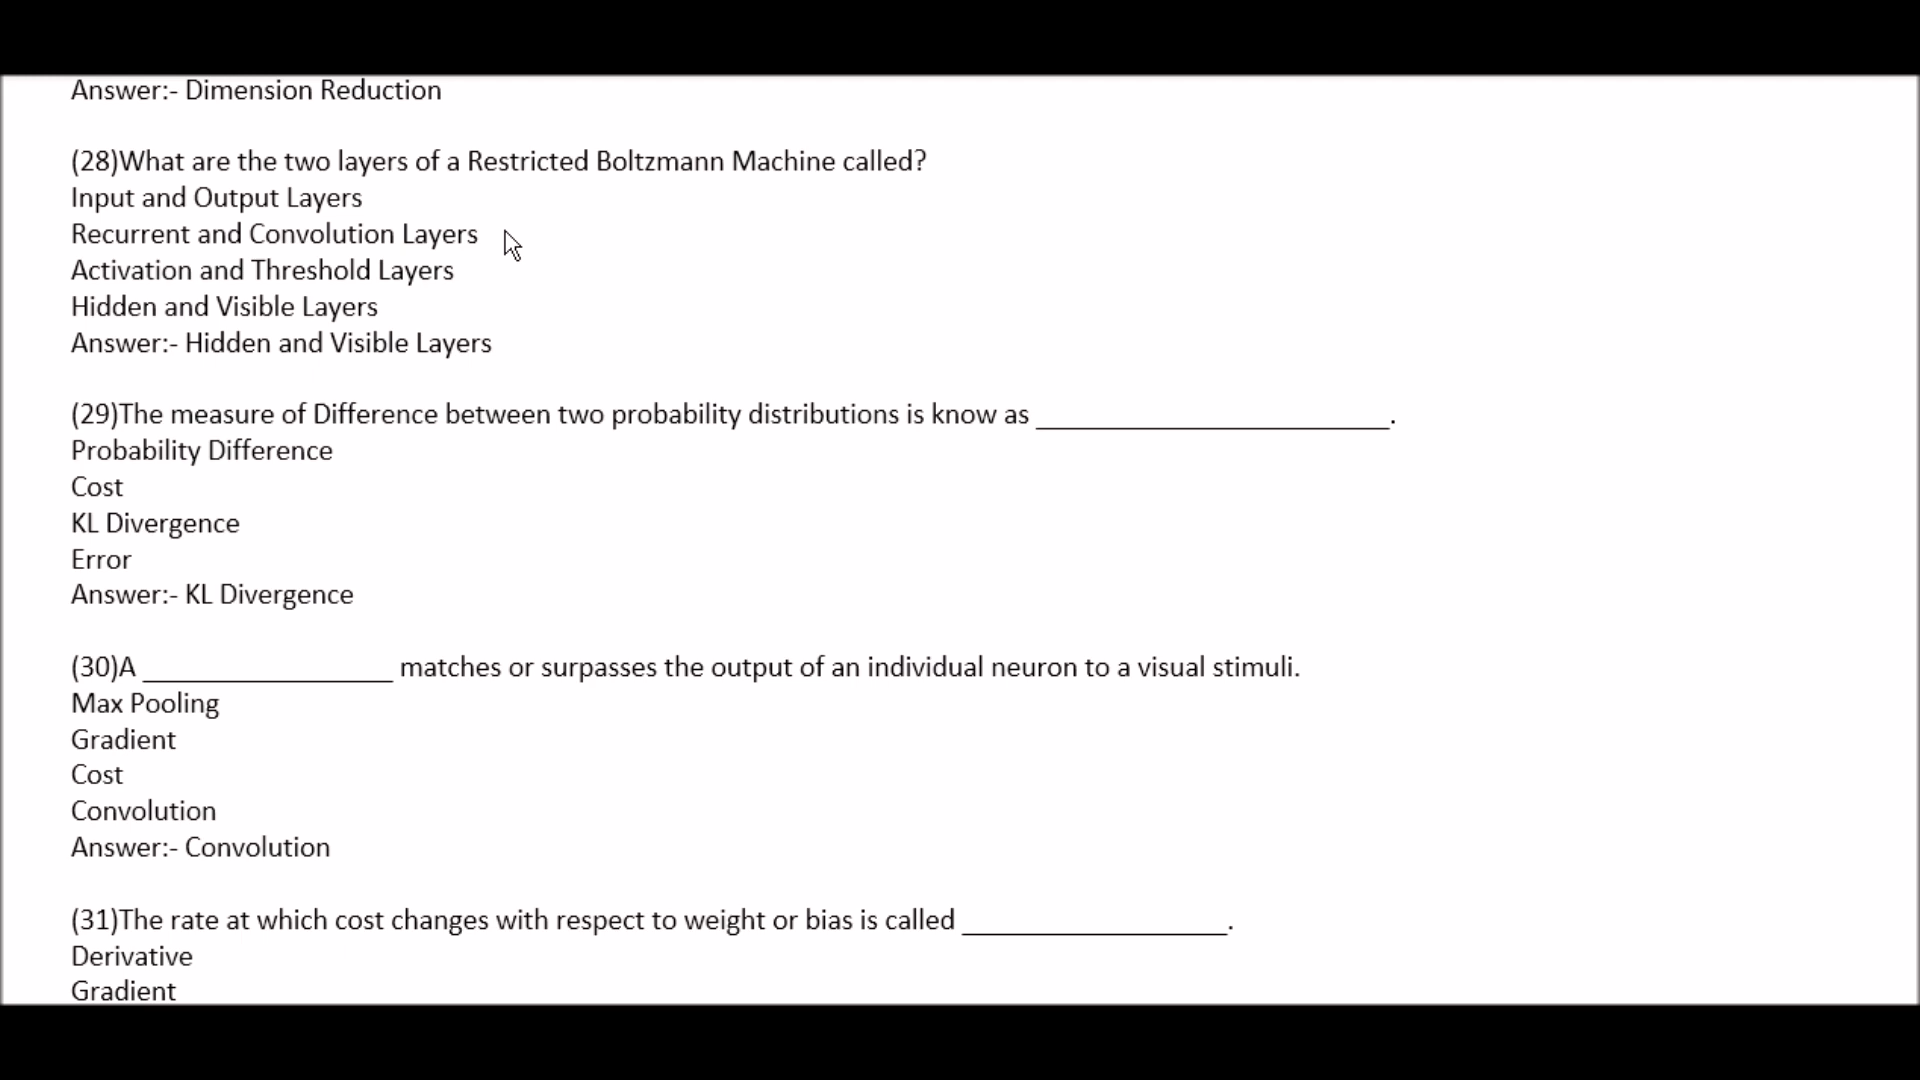 Answer:- Dimension Reduction
(28)What are the two layers of a Restricted Boltzmann Machine called?
Input and Output Layers
Recurrent and Convolution Layers
Activation and Threshold Layers
Hidden and Visible Layers
Answer:- Hidden and Visible Layers
(29)The measure of Difference between two probability distributions is know as _________________________.
Probability Difference
Cost
KL Divergence
Error
Answer:- KL Divergence
(30)A __________________ matches or surpasses the output of an individual neuron to a visual stimuli.
Max Pooling
Gradient
Cost
Convolution
Answer:- Convolution
(31)The rate at which cost changes with respect to weight or bias is called ___________________.
Derivative
Gradient